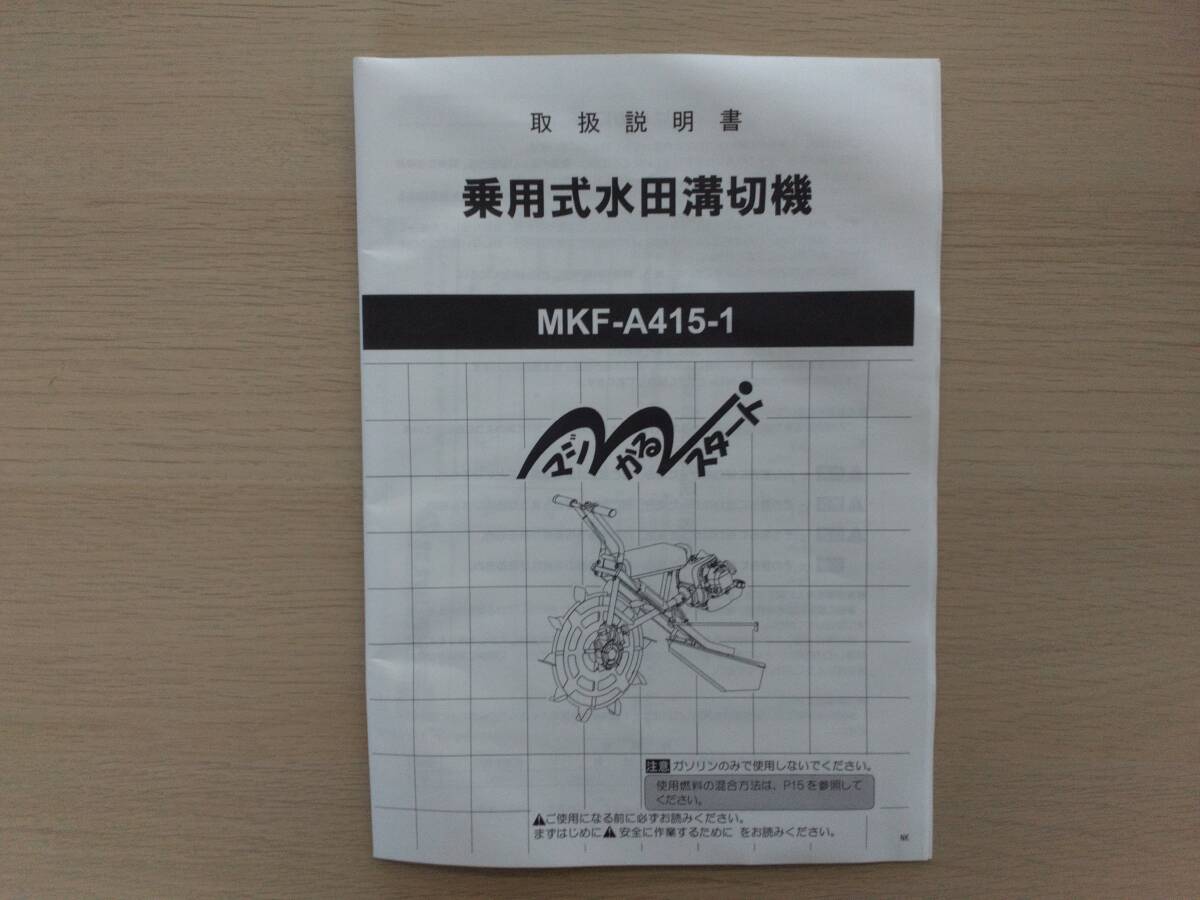 取扱説明書
乗用式水田溝切機
MKF-A415-1
マジかるスタート
注意 ガソリンのみで使用しないでください。
使用燃料の混合方法は、P15を参照して
ください。
⚠ご使用になる前に必ずお読みください。
まずはじめに⚠安全に作業するために をお読みください。
NK